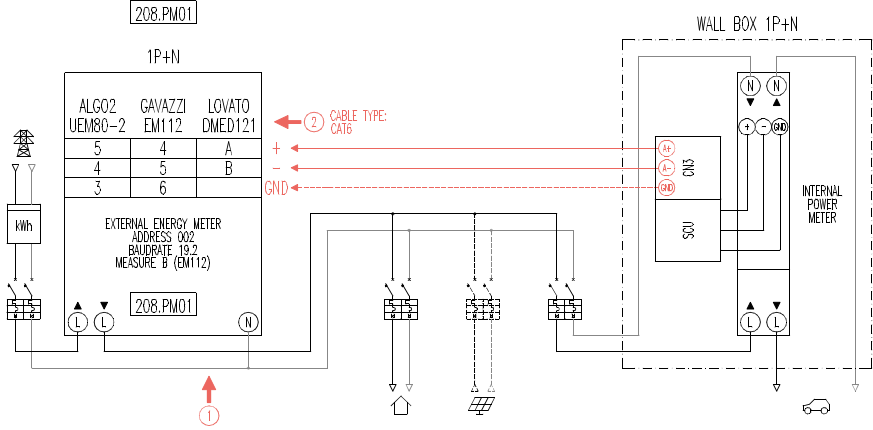 208.PM01
WALL BOX 1P+N
1P+N
ALGO2 UEM80-2
GAVAZZI EM112
LOVATO DMED121
2
CABLE TYPE:
CAT6
5 4 A +
4 5 B -
3 6 GND
N N
+ - GND
A+
A-
GND
CN3
SCU
INTERNAL
POWER
METER
kWh
EXTERNAL ENERGY METER
ADDRESS 002
BAUDRATE 19.2
MEASURE B (EM112)
208.PM01
L L N
L L
1